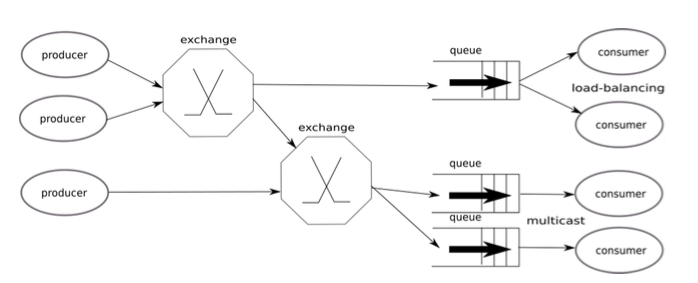 exchange
producer
queue
consumer
load-balancing
producer
consumer
exchange
queue
producer
consumer
queue
multicast
consumer